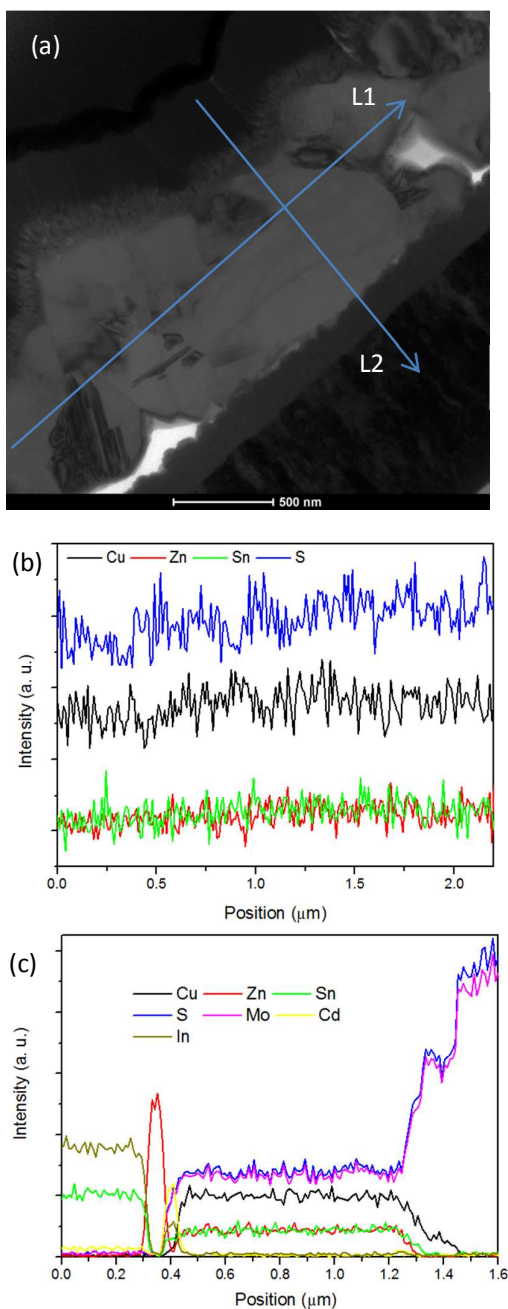 (a)
L1
L2
500 nm
(b)
Cu Zn Sn S
Intensity (a. u.)
0.0 0.5 1.0 1.5 2.0
Position (μm)
(c)
Cu Zn Sn
S Mo Cd
In
Intensity (a. u.)
0.0 0.2 0.4 0.6 0.8 1.0 1.2 1.4 1.6
Position (μm)